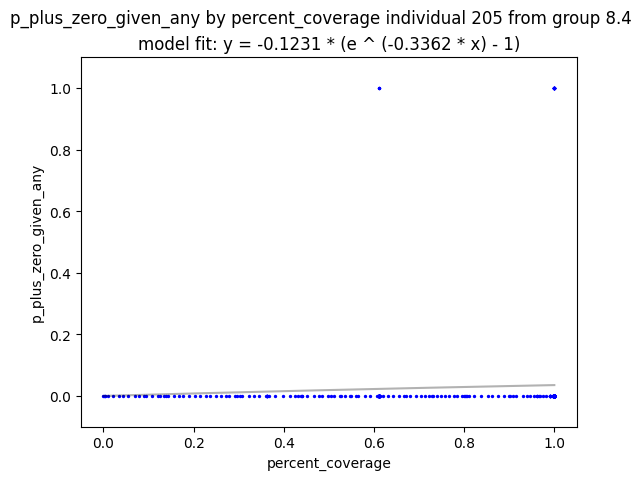 p_plus_zero_given_any by percent_coverage individual 205 from group 8.4
model fit: y = -0.1231 * (e ^ (-0.3362 * x) - 1)
1.0
0.8
0.6
0.4
0.2
0.0
p_plus_zero_given_any
0.0 0.2 0.4 0.6 0.8 1.0
percent_coverage